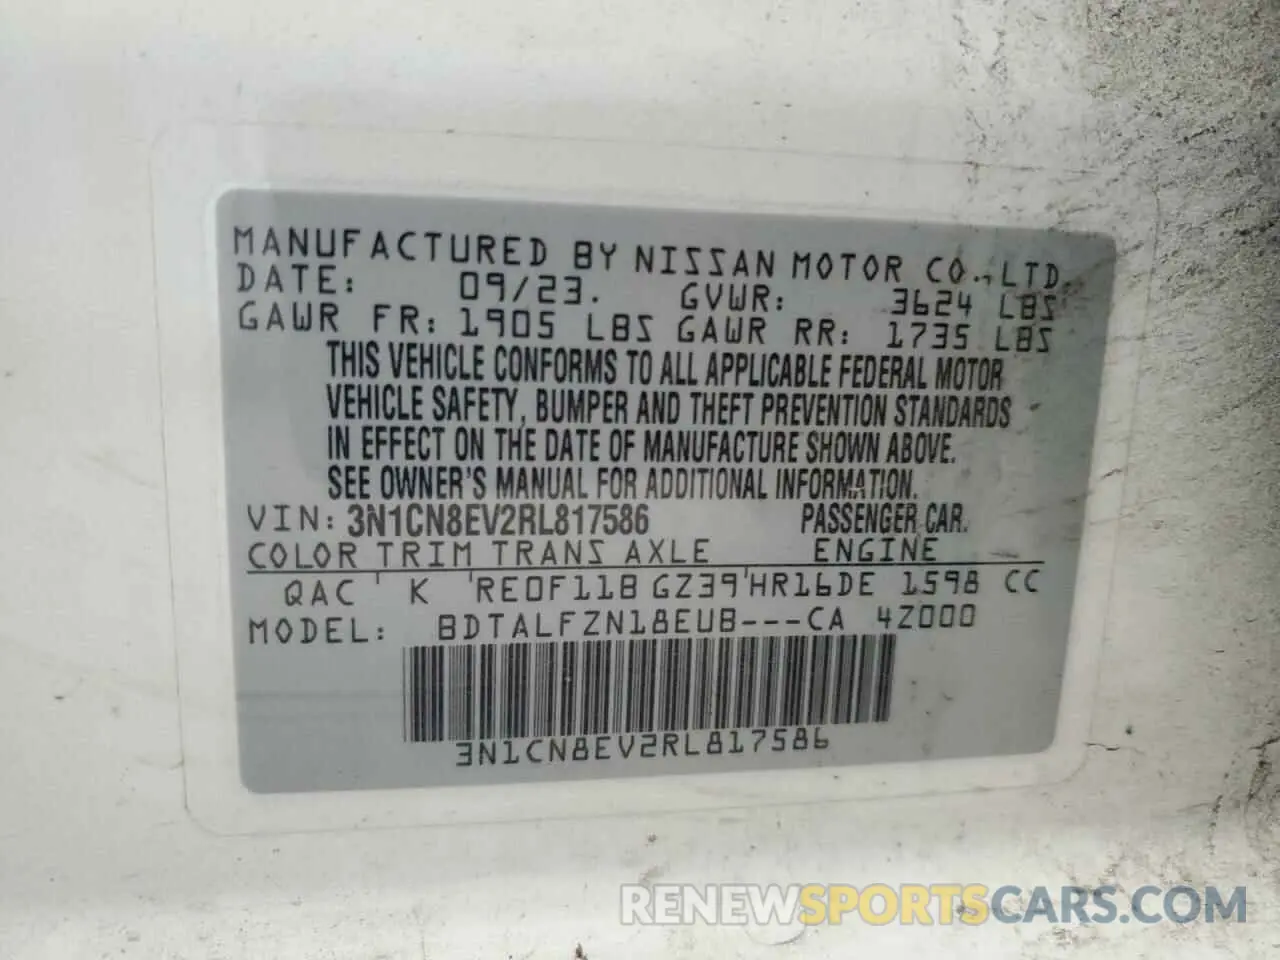 MANUFACTURED BY NISSAN MOTOR CO.,LTD.
DATE: 09/23. GVWR: 3624 LBS
GAWR FR: 1905 LBS GAWR RR: 1735 LBS
THIS VEHICLE CONFORMS TO ALL APPLICABLE FEDERAL MOTOR
VEHICLE SAFETY, BUMPER AND THEFT PREVENTION STANDARDS
IN EFFECT ON THE DATE OF MANUFACTURE SHOWN ABOVE.
SEE OWNER'S MANUAL FOR ADDITIONAL INFORMATION.
VIN: 3N1CN8EV2RL817586 PASSENGER CAR.
COLOR TRIM TRANS AXLE ENGINE
QAC K RE0F11B GZ39 HR16DE 1598 CC
MODEL: BDTALFZN18EUB---CA 4Z000
3N1CN8EV2RL817586
RENEWSPORTSCARS.COM